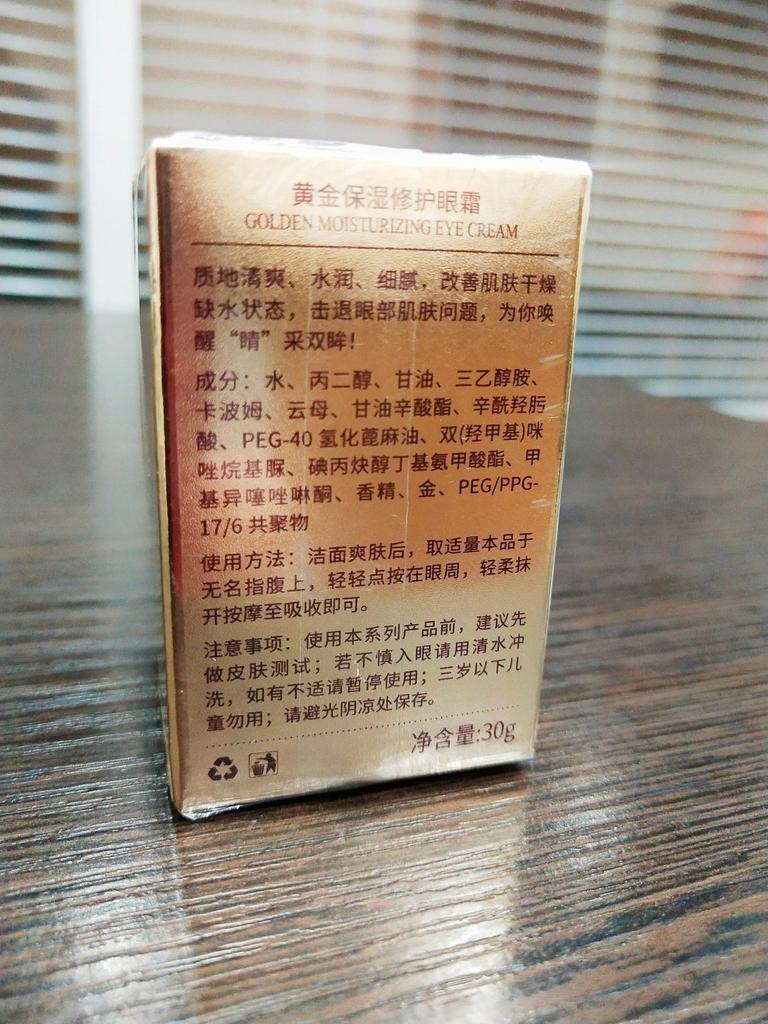 黄金保湿修护眼霜
GOLDEN MOISTURIZING EYE CREAM
质地清爽、水润、细腻，改善肌肤干燥
缺水状态，击退眼部肌肤问题，为你唤
醒“睛”采双眸！
成分：水、丙二醇、甘油、三乙醇胺、
卡波姆、云母、甘油辛酸酯、辛酰羟肟
酸、PEG-40 氢化蓖麻油、双(羟甲基)咪
唑烷基脲、碘丙炔醇丁基氨甲酸酯、甲
基异噻唑啉酮、香精、金、PEG/PPG-
17/6 共聚物
使用方法：洁面爽肤后，取适量本品于
无名指腹上，轻轻点按在眼周，轻柔抹
开按摩至吸收即可。
注意事项：使用本系列产品前，建议先
做皮肤测试；若不慎入眼请用清水冲
洗，如有不适请暂停使用；三岁以下儿
童勿用；请避光阴凉处保存。
净含量:30g